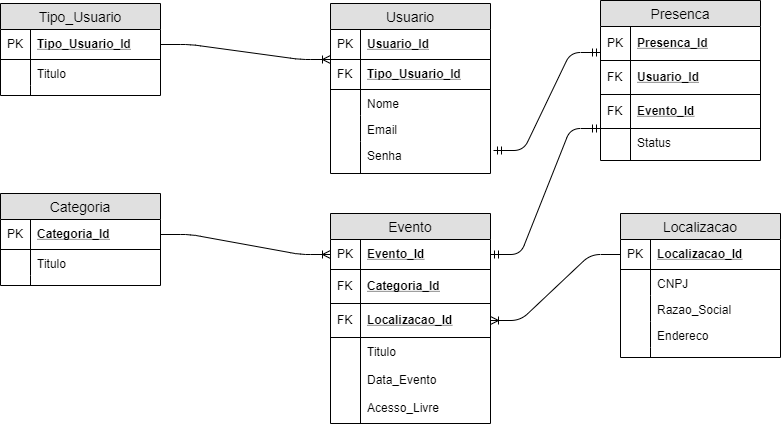 Tipo_Usuario
PK Tipo_Usuario_Id
Titulo
Usuario
PK Usuario_Id
FK Tipo_Usuario_Id
Nome
Email
Senha
Presenca
PK Presenca_Id
FK Usuario_Id
FK Evento_Id
Status
Categoria
PK Categoria_Id
Titulo
Evento
PK Evento_Id
FK Categoria_Id
FK Localizacao_Id
Titulo
Data_Evento
Acesso_Livre
Localizacao
PK Localizacao_Id
CNPJ
Razao_Social
Endereco